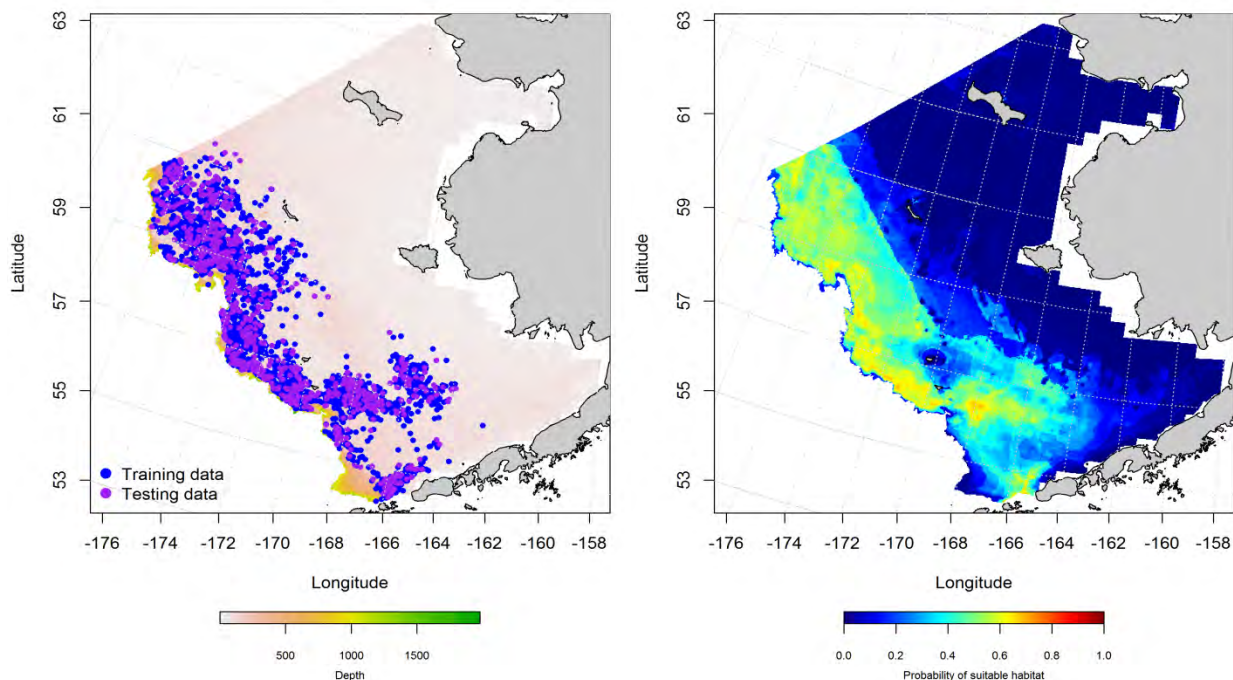 63
61
59
57
55
53
Latitude
Training data
Testing data
-176 -174 -172 -170 -168 -166 -164 -162 -160 -158
Longitude
500 1000 1500
Depth
63
61
59
57
55
53
Latitude
-176 -174 -172 -170 -168 -166 -164 -162 -160 -158
Longitude
0.0 0.2 0.4 0.6 0.8 1.0
Probability of suitable habitat